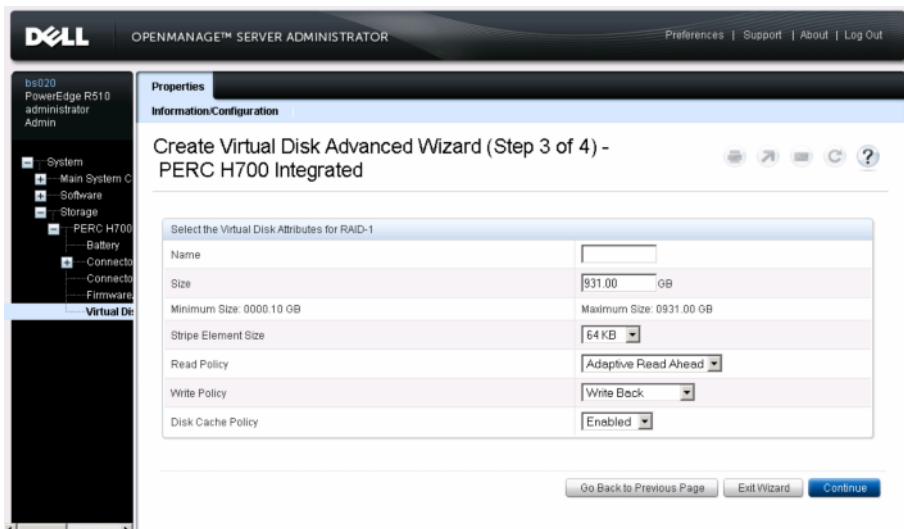 DELL
OPENMANAGE™ SERVER ADMINISTRATOR
Preferences | Support | About | Log Out
bs020
PowerEdge R510
administrator
Admin
System
Main System C
Software
Storage
PERC H700
Battery
Connecto
Connecto
Firmware
Virtual Dis
Properties
Information/Configuration
Create Virtual Disk Advanced Wizard (Step 3 of 4) -
PERC H700 Integrated
?
Select the Virtual Disk Attributes for RAID-1
Name
Size 931.00 GB
Minimum Size: 0000.10 GB Maximum Size: 0931.00 GB
Stripe Element Size 64 KB
Read Policy Adaptive Read Ahead
Write Policy Write Back
Disk Cache Policy Enabled
Go Back to Previous Page Exit Wizard Continue